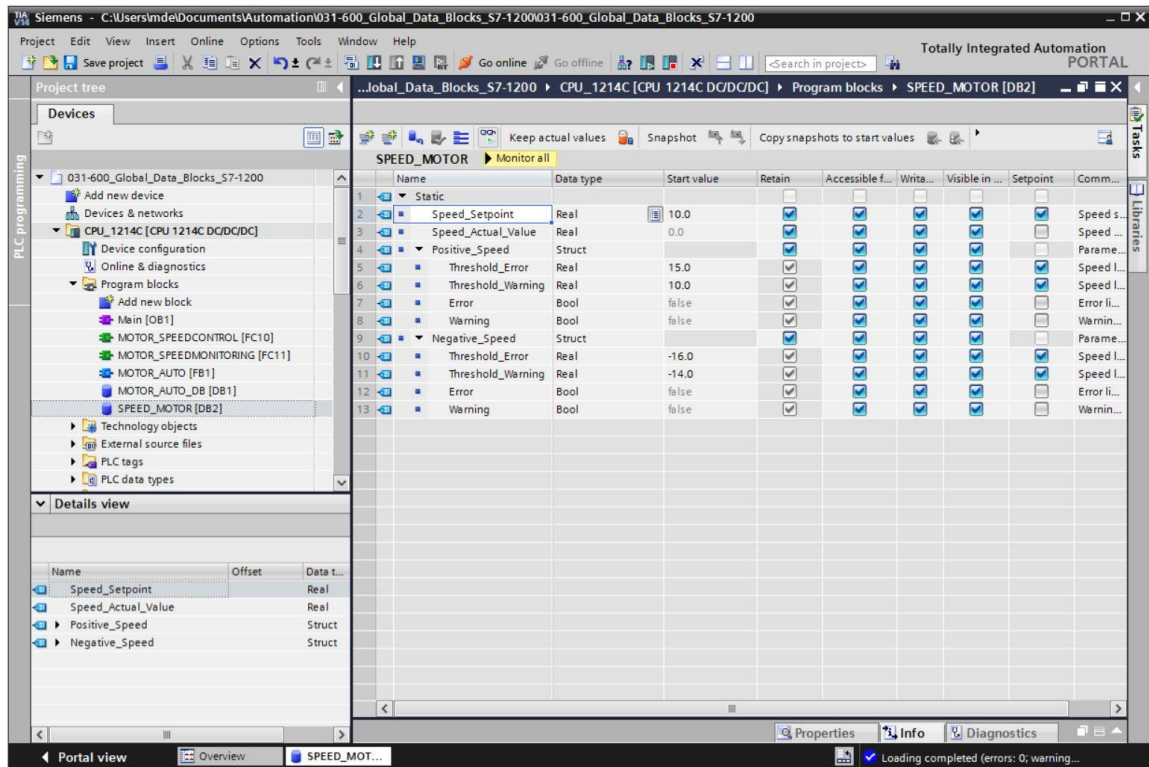 TIA V14 Siemens - C:\Users\mde\Documents\Automation\031-600_Global_Data_Blocks_S7-1200\031-600_Global_Data_Blocks_S7-1200
Project Edit View Insert Online Options Tools Window Help
Totally Integrated Automation
PORTAL
Save project Go online Go offline <Search in project>
Project tree
...lobal_Data_Blocks_S7-1200 CPU_1214C [CPU 1214C DC/DC/DC] Program blocks SPEED_MOTOR [DB2]
Devices
Keep actual values Snapshot Copy snapshots to start values
PLC programming
031-600_Global_Data_Blocks_S7-1200
Add new device
Devices & networks
CPU_1214C [CPU 1214C DC/DC/DC]
Device configuration
Online & diagnostics
Program blocks
Add new block
Main [OB1]
MOTOR_SPEEDCONTROL [FC10]
MOTOR_SPEEDMONITORING [FC11]
MOTOR_AUTO [FB1]
MOTOR_AUTO_DB [DB1]
SPEED_MOTOR [DB2]
Technology objects
External source files
PLC tags
PLC data types
SPEED_MOTOR Monitor all
Name Data type Start value Retain Accessible f... Writa... Visible in ... Setpoint Comm...
1 Static
2 Speed_Setpoint Real 10.0 Speed s...
3 Speed_Actual_Value Real 0.0 Speed ...
4 Positive_Speed Struct Parame...
5 Threshold_Error Real 15.0 Speed l...
6 Threshold_Warning Real 10.0 Speed l...
7 Error Bool false Error li...
8 Warning Bool false Warnin...
9 Negative_Speed Struct Parame...
10 Threshold_Error Real -16.0 Speed l...
11 Threshold_Warning Real -14.0 Speed l...
12 Error Bool false Error li...
13 Warning Bool false Warnin...
Tasks
Libraries
Details view
Name Offset Data t...
Speed_Setpoint Real
Speed_Actual_Value Real
Positive_Speed Struct
Negative_Speed Struct
Properties Info Diagnostics
Portal view Overview SPEED_MOT... Loading completed (errors: 0; warning...